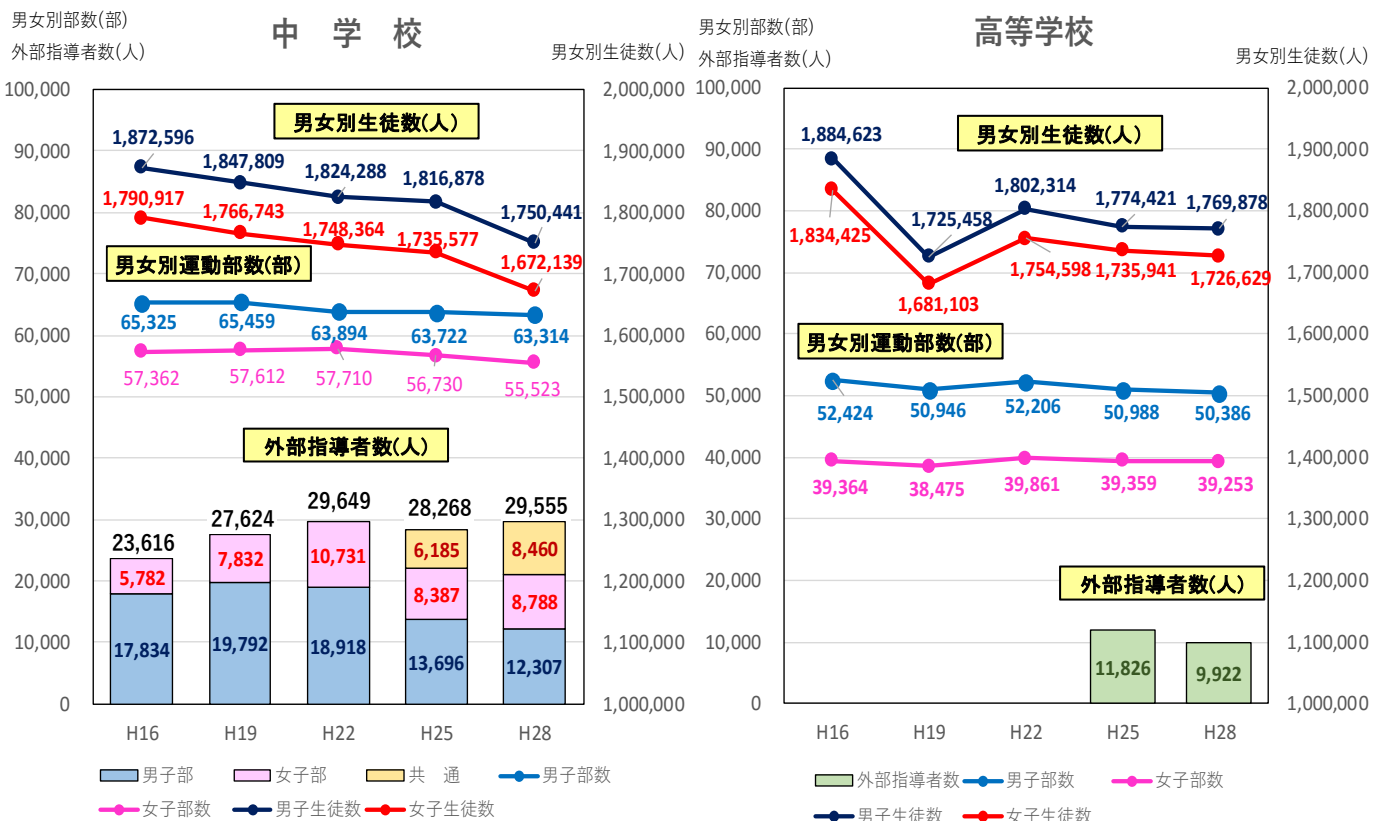 男女別部数(部)
外部指導者数(人)
中　学　校
男女別生徒数(人)
100,000
90,000
80,000
70,000
60,000
50,000
40,000
30,000
20,000
10,000
0
2,000,000
1,900,000
1,800,000
1,700,000
1,600,000
1,500,000
1,400,000
1,300,000
1,200,000
1,100,000
1,000,000
男女別生徒数(人)
1,872,596
1,847,809
1,824,288
1,816,878
1,750,441
1,790,917
1,766,743
1,748,364
1,735,577
1,672,139
男女別運動部数(部)
65,325
65,459
63,894
63,722
63,314
57,362
57,612
57,710
56,730
55,523
外部指導者数(人)
23,616
27,624
29,649
28,268
29,555
6,185
8,460
5,782
7,832
10,731
8,387
8,788
17,834
19,792
18,918
13,696
12,307
H16
H19
H22
H25
H28
男子部
女子部
共　通
男子部数
女子部数
男子生徒数
女子生徒数
男女別部数(部)
外部指導者数(人)
高等学校
男女別生徒数(人)
100,000
90,000
80,000
70,000
60,000
50,000
40,000
30,000
20,000
10,000
0
2,000,000
1,900,000
1,800,000
1,700,000
1,600,000
1,500,000
1,400,000
1,300,000
1,200,000
1,100,000
1,000,000
男女別生徒数(人)
1,884,623
1,725,458
1,802,314
1,774,421
1,769,878
1,834,425
1,681,103
1,754,598
1,735,941
1,726,629
男女別運動部数(部)
52,424
50,946
52,206
50,988
50,386
39,364
38,475
39,861
39,359
39,253
外部指導者数(人)
11,826
9,922
H16
H19
H22
H25
H28
外部指導者数
男子部数
女子部数
男子生徒数
女子生徒数